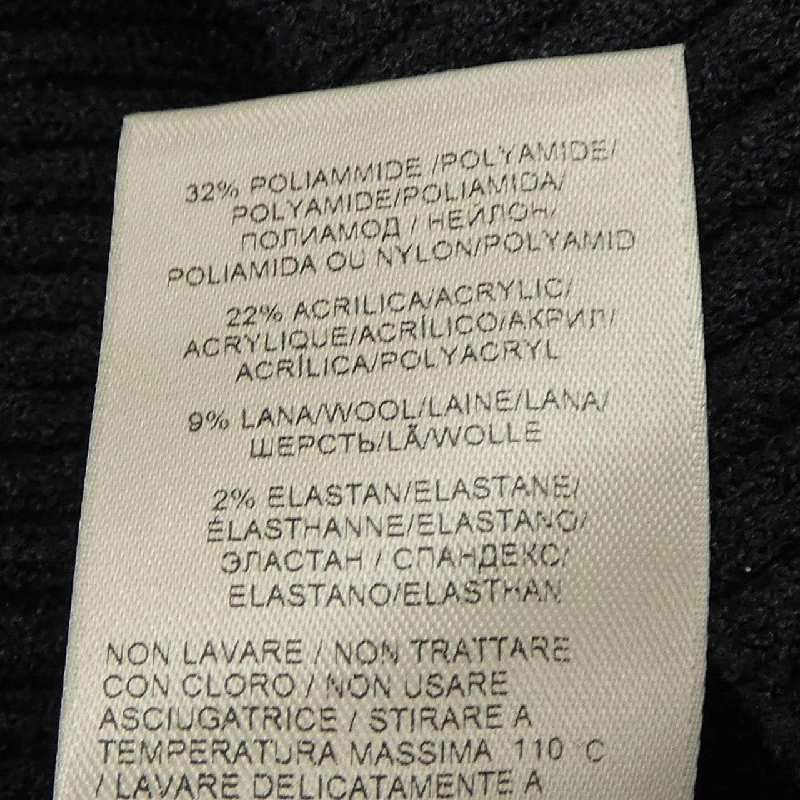 32% POLIAMMIDE /POLYAMIDE/
POLYAMIDE/POLIAMIDA/
ПОЛИАМОД / НЕЙЛОН/
POLIAMIDA OU NYLON/POLYAMID
22% ACRILICA/ACRYLIC/
ACRYLIQUE/ACRÍLICO/АКРИЛ/
ACRÍLICA/POLYACRYL
9% LANA/WOOL/LAINE/LANA/
ШЕРСТЬ/LÃ/WOLLE
2% ELASTAN/ELASTANE/
ÉLASTHANNE/ELASTANO/
ЭЛАСТАН / СПАНДЕКС/
ELASTANO/ELASTHAN
NON LAVARE / NON TRATTARE
CON CLORO / NON USARE
ASCIUGATRICE / STIRARE A
TEMPERATURA MASSIMA 110 °C
/ LAVARE DELICATAMENTE A